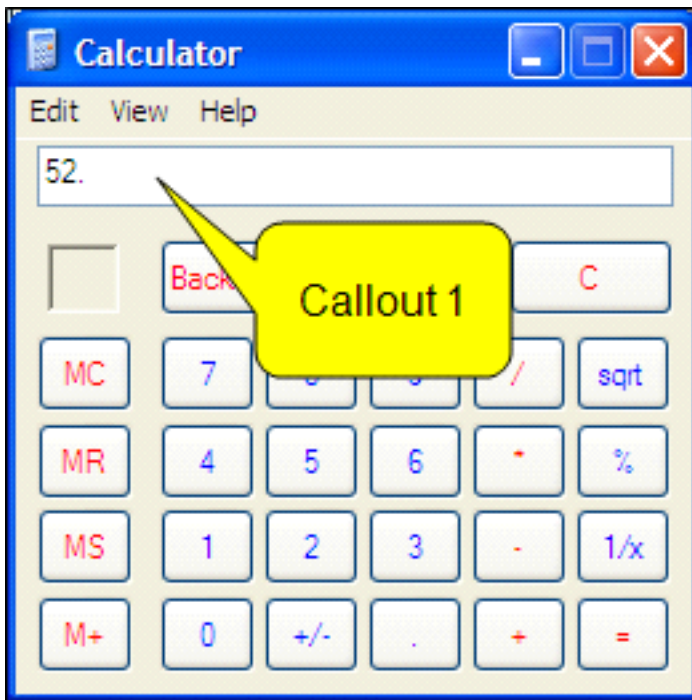 Calculator
Edit View Help
52.
Callout 1
Back C
MC 7 / sqrt
MR 4 5 6 * %
MS 1 2 3 - 1/x
M+ 0 +/- . + =